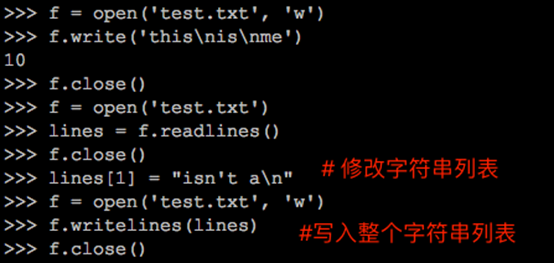 >>> f = open('test.txt', 'w')
>>> f.write('this\nis\nme')
10
>>> f.close()
>>> f = open('test.txt')
>>> lines = f.readlines()
>>> f.close()
>>> lines[1] = "isn't a\n" # 修改字符串列表
>>> f = open('test.txt', 'w')
>>> f.writelines(lines) #写入整个字符串列表
>>> f.close()